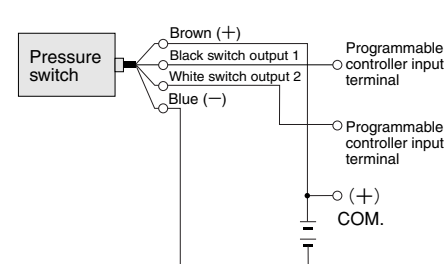 Pressure
switch
Brown (+)
Black switch output 1
White switch output 2
Blue (−)
Programmable
controller input
terminal
Programmable
controller input
terminal
(+)
COM.